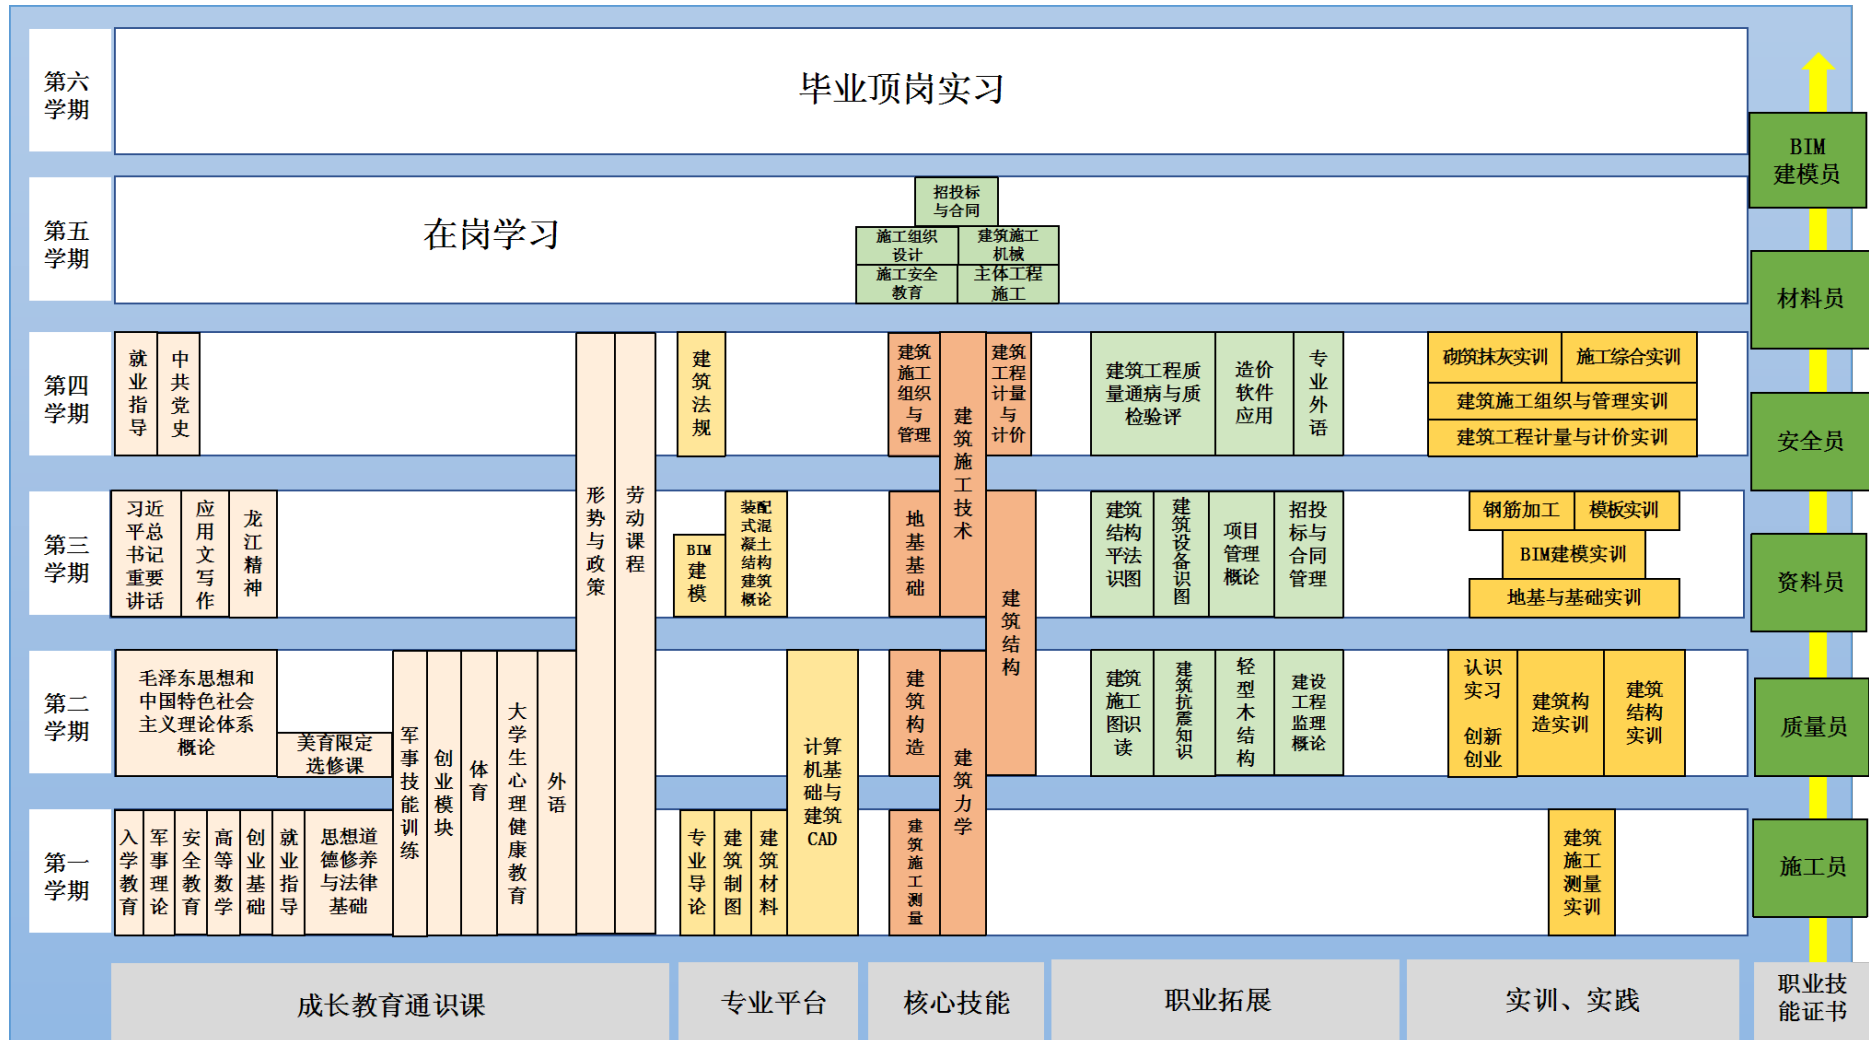 第六
学期
毕业顶岗实习
BIM
建模员
第五
学期
在岗学习
招投标
与合同
施工组织
设计
建筑施工
机械
施工安全
教育
主体工程
施工
材料员
第四
学期
就业指导
中共党史
形势与政策
劳动课程
建筑法规
建筑
施工
组织
与
管理
建筑施工技术
建筑
工程
计量
与
计价
建筑工程质
量通病与质
检验评
造价
软件
应用
专业外语
砌筑抹灰实训
施工综合实训
建筑施工组织与管理实训
建筑工程计量与计价实训
安全员
第三
学期
习近
平总
书记
重要
讲话
应用文写作
龙江精神
BIM
建
模
装配
式混
凝土
结构
建筑
概论
地基基础
建筑结构
建筑
结构
平法
识图
建筑设备识图
项目
管理
概论
招投
标与
合同
管理
钢筋加工
模板实训
BIM建模实训
地基与基础实训
资料员
第二
学期
毛泽东思想和
中国特色社会
主义理论体系
概论
美育限定
选修课
军事技能训练
创业模块
体育
大学生心理健康教育
外语
计算
机基
础与
建筑
CAD
建筑构造
建筑力学
建筑
施工
图识
读
建筑抗震知识
轻型木结构
建设
工程
监理
概论
认识
实习
创新
创业
建筑构
造实训
建筑
结构
实训
质量员
第一
学期
入学教育
军事理论
安全教育
高等数学
创业基础
就业指导
思想道
德修养
与法律
基础
专业导论
建筑制图
建筑材料
建筑施工测量
建筑
施工
测量
实训
施工员
成长教育通识课
专业平台
核心技能
职业拓展
实训、实践
职业技
能证书